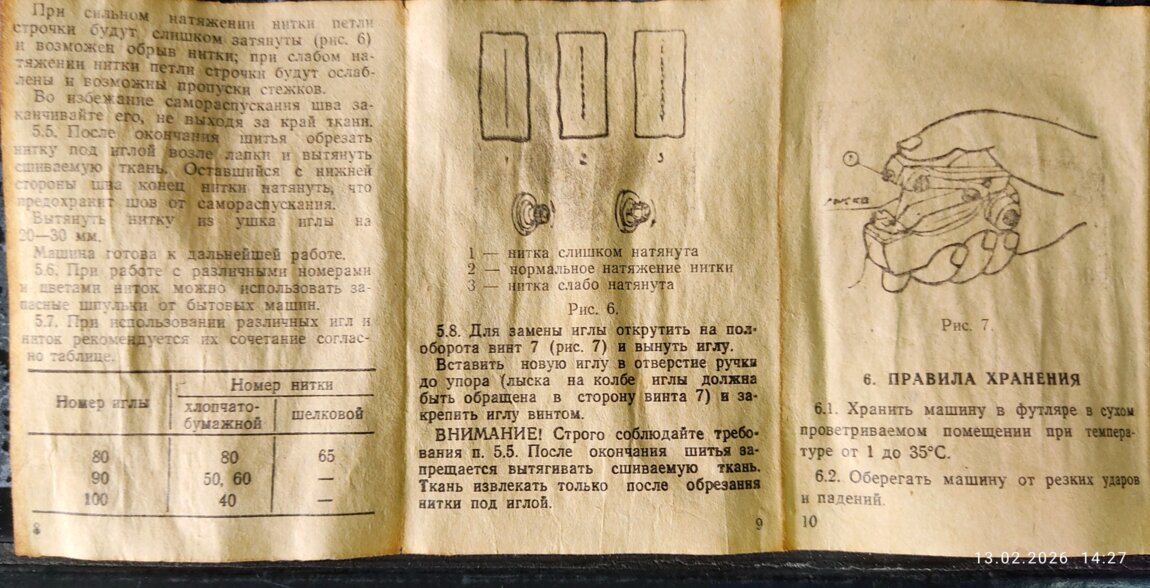 При сильном натяжении нитки петли
строчки будут слишком затянуты (рис. 6)
и возможен обрыв нитки; при слабом на-
тяжении нитки петли строчки будут ослаб-
лены и возможны пропуски стежков.
Во избежание самораспускания шва за-
канчивайте его, не выходя за край ткани.
5.5. После окончания шитья обрезать
нитку под иглой возле лапки и вытянуть
сшиваемую ткань. Оставшийся с нижней
стороны шва конец нитки натянуть, что
предохранит шов от самораспускания.
Вытянуть нитку из ушка иглы на
20—30 мм.
Машина готова к дальнейшей работе.
5.6. При работе с различными номерами
и цветами ниток можно использовать за-
пасные шпульки от бытовых машин.
5.7. При использовании различных игл и
ниток рекомендуется их сочетание соглас-
но таблице.
Номер иглы
Номер нитки
хлопчато-
бумажной
шелковой
80 80 65
90 50, 60 —
100 40 —
8
1 2 3
1 — нитка слишком натянута
2 — нормальное натяжение нитки
3 — нитка слабо натянута
Рис. 6.
5.8. Для замены иглы открутить на пол-
оборота винт 7 (рис. 7) и вынуть иглу.
Вставить новую иглу в отверстие ручки
до упора (лыска на колбе иглы должна
быть обращена в сторону винта 7) и за-
крепить иглу винтом.
ВНИМАНИЕ! Строго соблюдайте требо-
вания п. 5.5. После окончания шитья за-
прещается вытягивать сшиваемую ткань.
Ткань извлекать только после обрезания
нитки под иглой.
9
7
лыска
Рис. 7.
6. ПРАВИЛА ХРАНЕНИЯ
6.1. Хранить машину в футляре в сухом
проветриваемом помещении при темпера-
туре от 1 до 35°С.
6.2. Оберегать машину от резких ударов
и падений.
10
13.02.2026 14:27